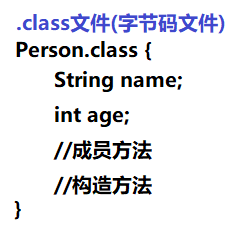 .class文件(字节码文件)
Person.class {
String name;
int age;
//成员方法
//构造方法
}